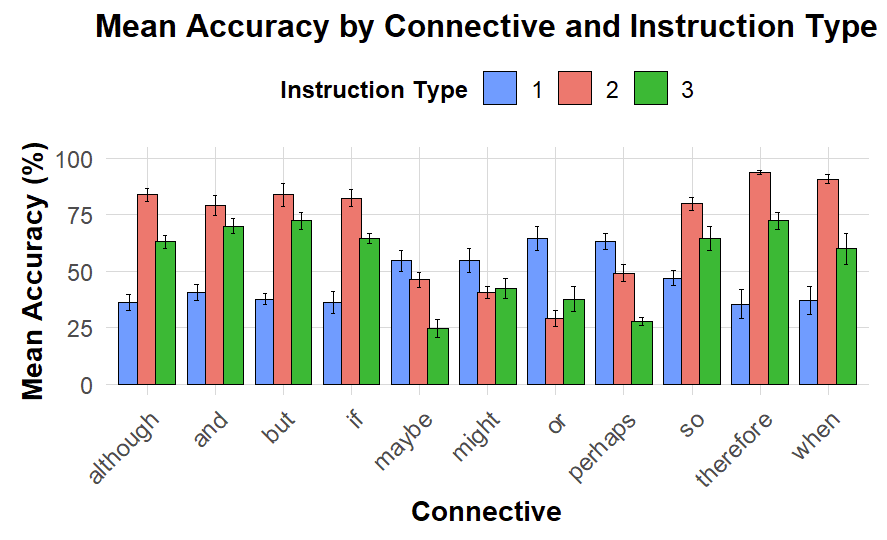 Mean Accuracy by Connective and Instruction Type
Instruction Type 1 2 3
Mean Accuracy (%)
100
75
50
25
0
although and but if maybe might or perhaps so therefore when
Connective